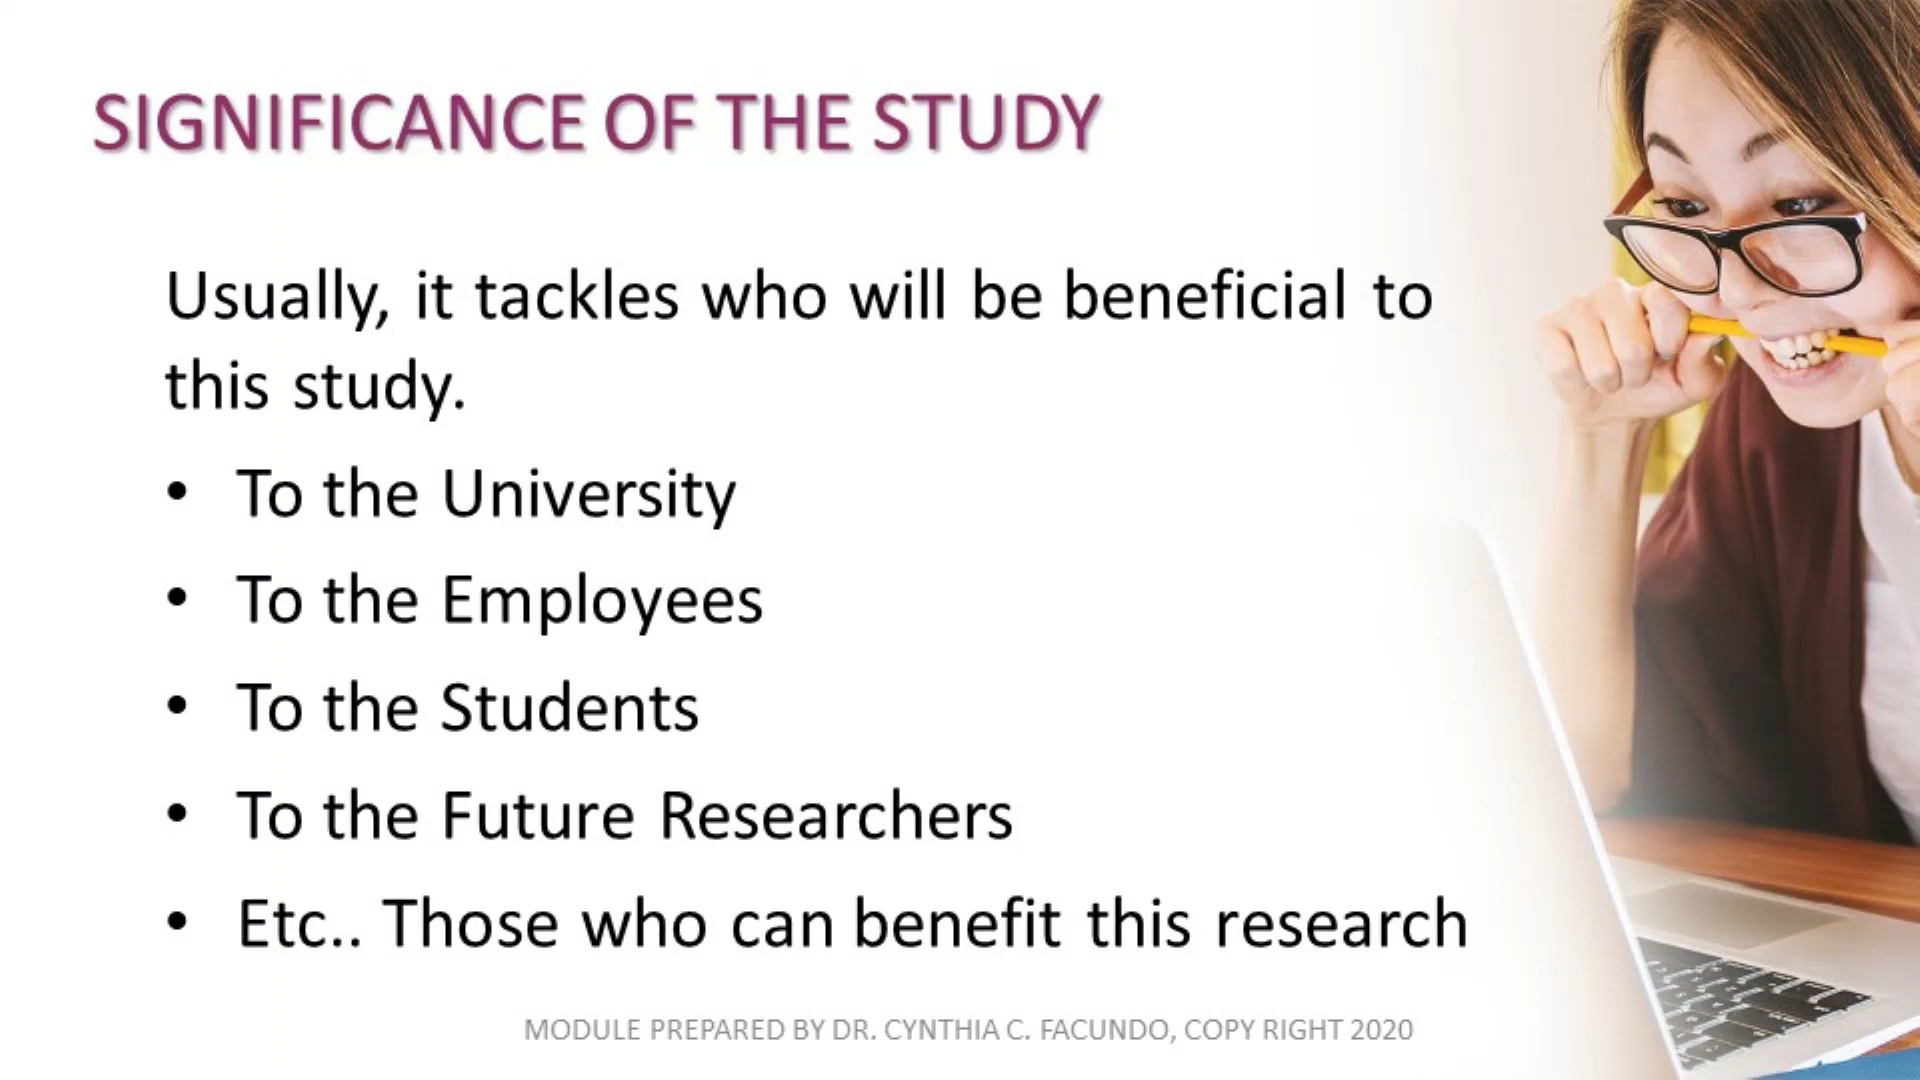 SIGNIFICANCE OF THE STUDY
Usually, it tackles who will be beneficial to
this study.
• To the University
• To the Employees
• To the Students
• To the Future Researchers
• Etc.. Those who can benefit this research
MODULE PREPARED BY DR. CYNTHIA C. FACUNDO, COPY RIGHT 2020